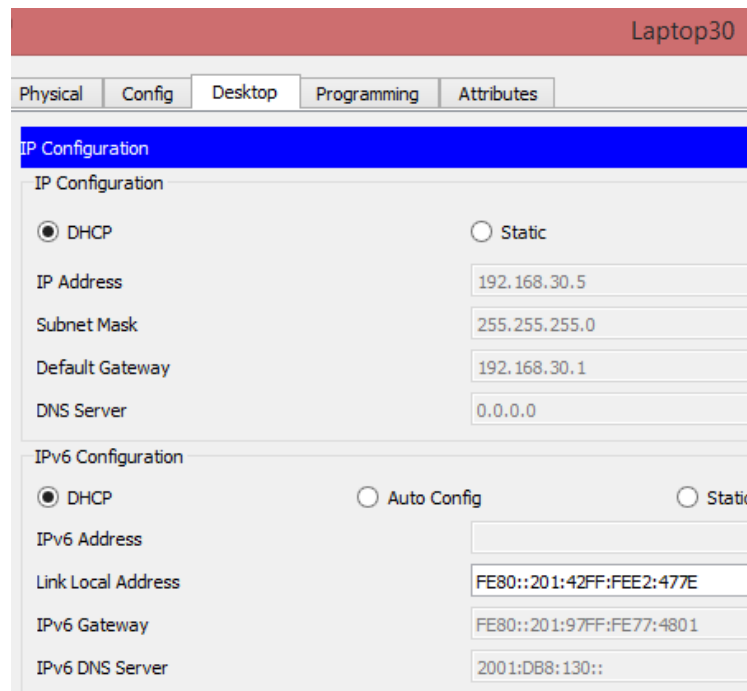 Laptop30
Physical Config Desktop Programming Attributes
IP Configuration
IP Configuration
DHCP Static
IP Address 192.168.30.5
Subnet Mask 255.255.255.0
Default Gateway 192.168.30.1
DNS Server 0.0.0.0
IPv6 Configuration
DHCP Auto Config Static
IPv6 Address
Link Local Address FE80::201:42FF:FEE2:477E
IPv6 Gateway FE80::201:97FF:FE77:4801
IPv6 DNS Server 2001:DB8:130::